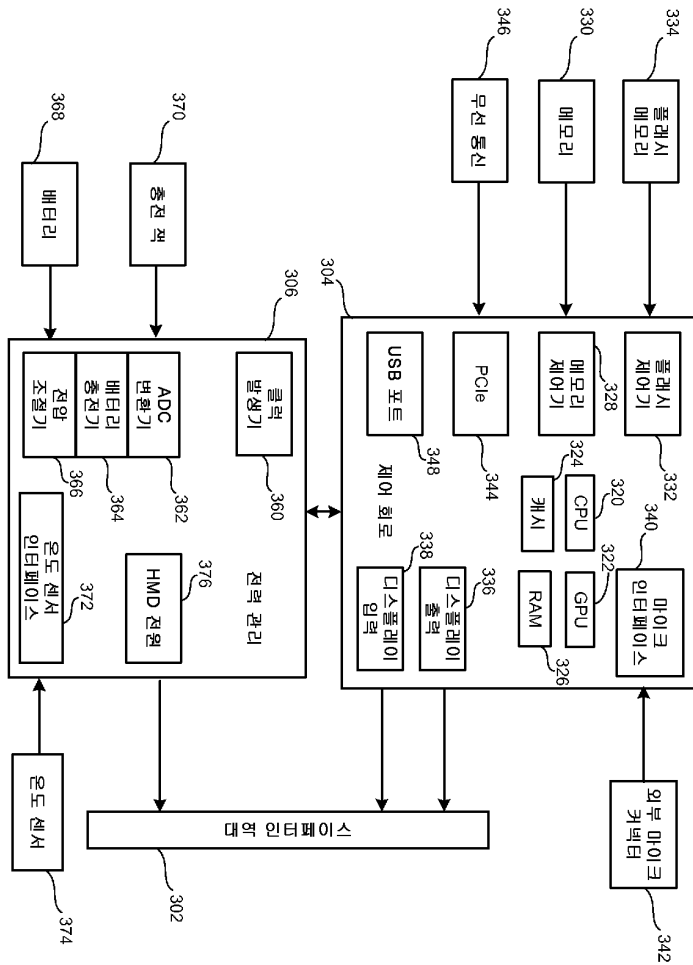 334
플래시
메모리
330
메모리
346
무선 통신
304
플래시
제어기
332
메모리
제어기
328
PCIe
344
USB 포트
348
CPU
320
GPU
322
캐시
324
RAM
326
마이크
인터페이스
340
외부 마이크
커넥터
342
디스플레이
출력
336
디스플레이
입력
338
제어 회로
370
충전 잭
368
배터리
306
클럭
발생기
360
ADC
변환기
362
배터리
충전기
364
전압
조절기
366
전력 관리
HMD 전원
376
온도 센서
인터페이스
372
온도 센서
374
대역 인터페이스
302